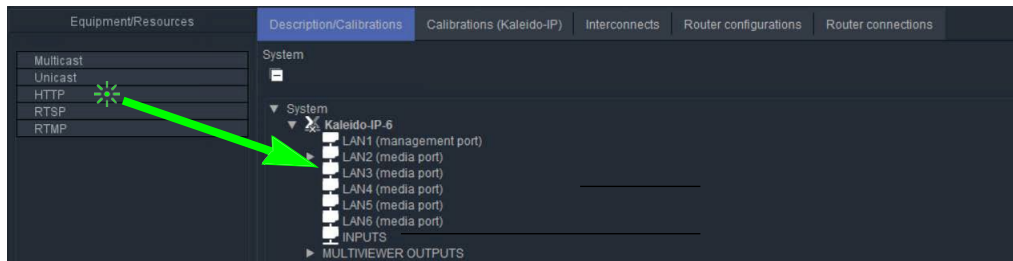 Equipment/Resources
Description/Calibrations
Calibrations (Kaleido-IP)
Interconnects
Router configurations
Router connections
Multicast
Unicast
HTTP
RTSP
RTMP
System
System
Kaleido-IP-6
LAN1 (management port)
LAN2 (media port)
LAN3 (media port)
LAN4 (media port)
LAN5 (media port)
LAN6 (media port)
INPUTS
MULTIVIEWER OUTPUTS